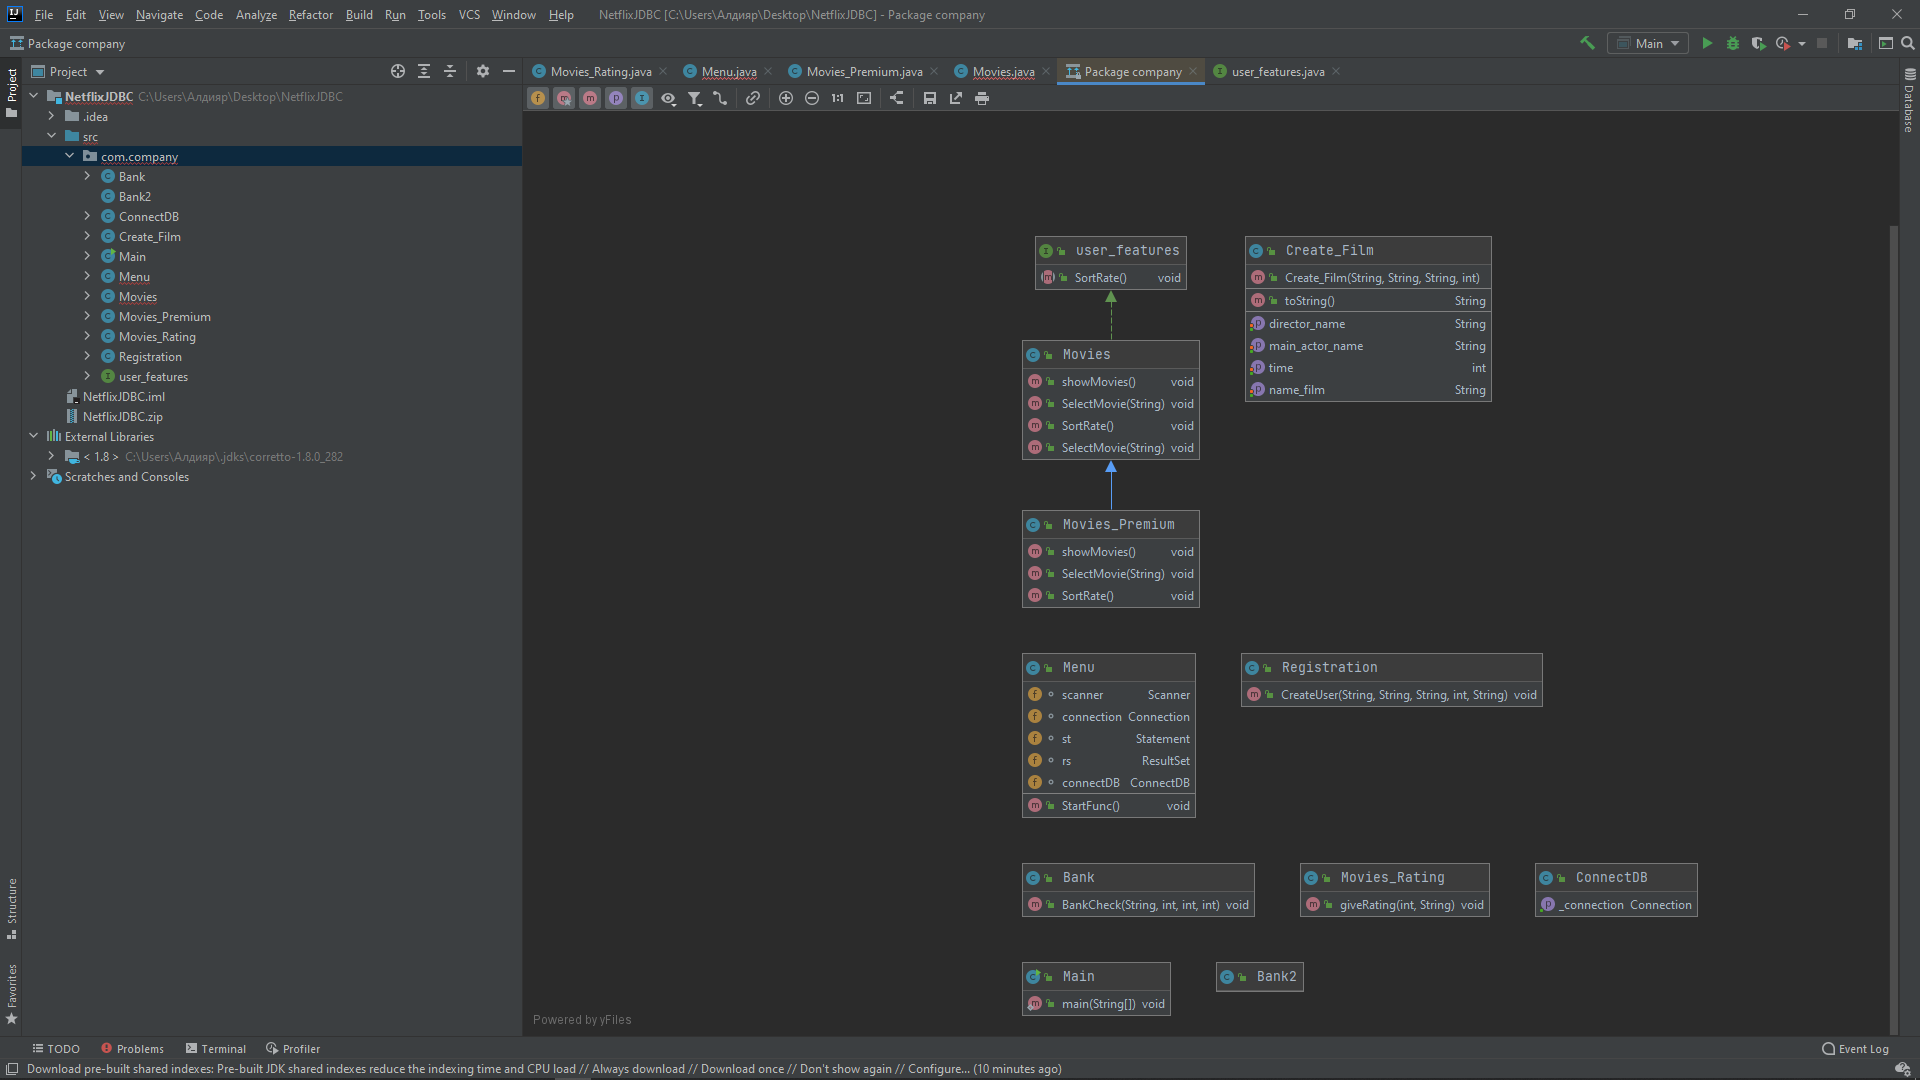 File Edit View Navigate Code Analyze Refactor Build Run Tools VCS Window Help NetflixJDBC [C:\Users\Алдияр\Desktop\NetflixJDBC] - Package company
Package company
Main
Project
Movies_Rating.java
Menu.java
Movies_Premium.java
Movies.java
Package company
user_features.java
Project
Database
Structure
Favorites
NetflixJDBC C:\Users\Алдияр\Desktop\NetflixJDBC
.idea
src
com.company
Bank
Bank2
ConnectDB
Create_Film
Main
Menu
Movies
Movies_Premium
Movies_Rating
Registration
user_features
NetflixJDBC.iml
NetflixJDBC.zip
External Libraries
< 1.8 > C:\Users\Алдияр\.jdks\corretto-1.8.0_282
Scratches and Consoles
1:1
user_features
SortRate() void
Create_Film
Create_Film(String, String, String, int)
toString() String
director_name String
main_actor_name String
time int
name_film String
Movies
showMovies() void
SelectMovie(String) void
SortRate() void
SelectMovie(String) void
Movies_Premium
showMovies() void
SelectMovie(String) void
SortRate() void
Menu
scanner Scanner
connection Connection
st Statement
rs ResultSet
connectDB ConnectDB
StartFunc() void
Registration
CreateUser(String, String, String, int, String) void
Bank
BankCheck(String, int, int, int) void
Movies_Rating
giveRating(int, String) void
ConnectDB
_connection Connection
Main
main(String[]) void
Bank2
Powered by yFiles
TODO Problems Terminal Profiler Event Log
Download pre-built shared indexes: Pre-built JDK shared indexes reduce the indexing time and CPU load // Always download // Download once // Don't show again // Configure... (10 minutes ago)